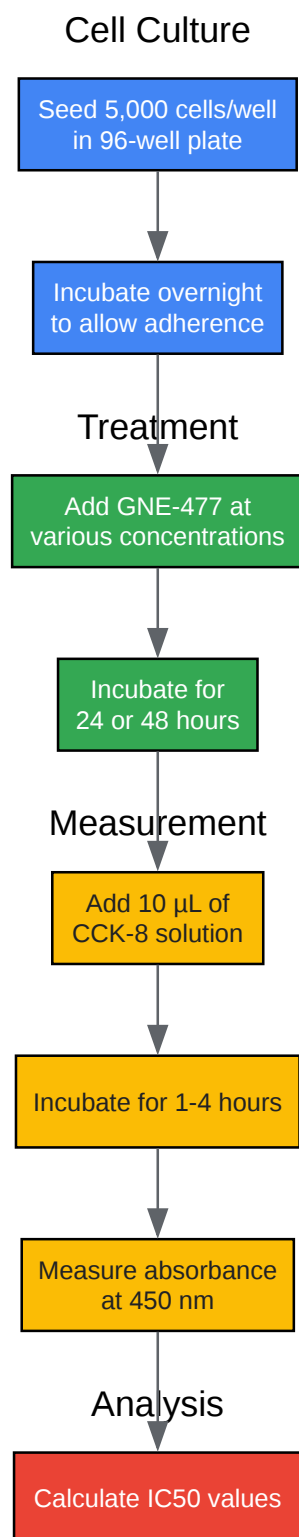 Cell Culture
Seed 5,000 cells/well
in 96-well plate
Incubate overnight
to allow adherence
Treatment
Add GNE-477 at
various concentrations
Incubate for
24 or 48 hours
Measurement
Add 10 µL of
CCK-8 solution
Incubate for 1-4 hours
Measure absorbance
at 450 nm
Analysis
Calculate IC50 values